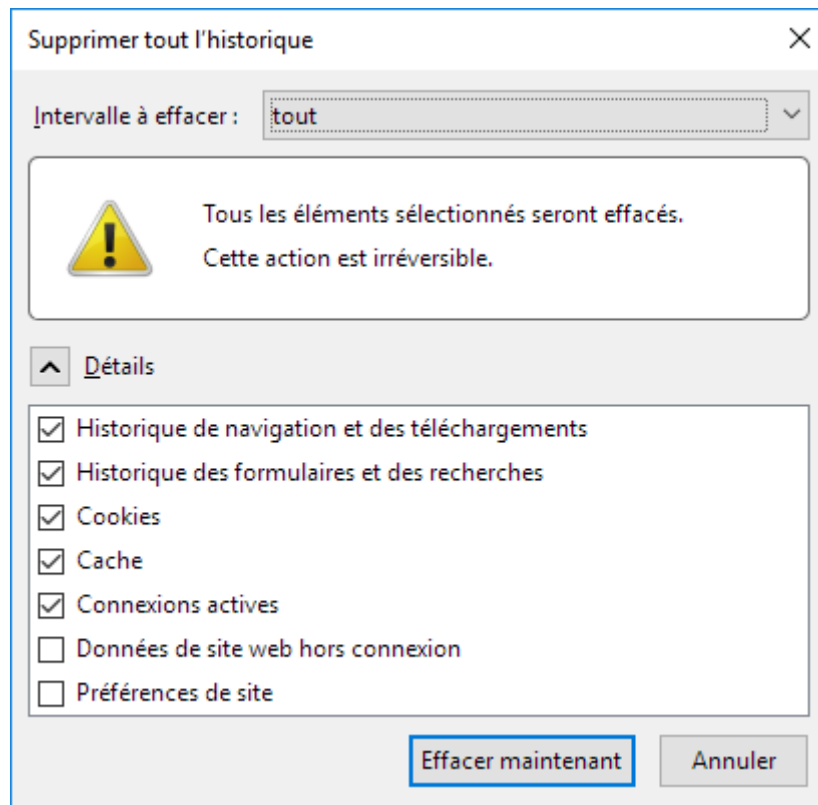 Supprimer tout l'historique
Intervalle à effacer : tout
Tous les éléments sélectionnés seront effacés.
Cette action est irréversible.
Détails
Historique de navigation et des téléchargements
Historique des formulaires et des recherches
Cookies
Cache
Connexions actives
Données de site web hors connexion
Préférences de site
Effacer maintenant Annuler